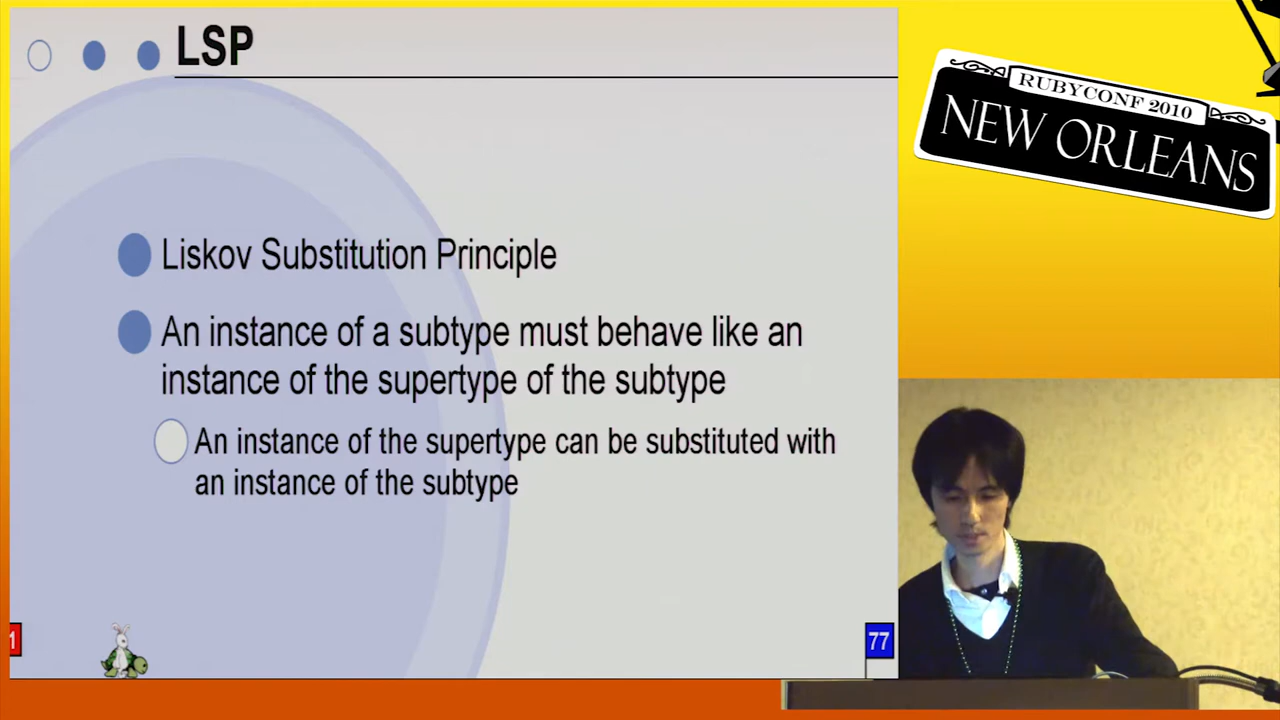 LSP
Liskov Substitution Principle
An instance of a subtype must behave like an
instance of the supertype of the subtype
An instance of the supertype can be substituted with
an instance of the subtype
1
77
RUBYCONF 2010
NEW ORLEANS